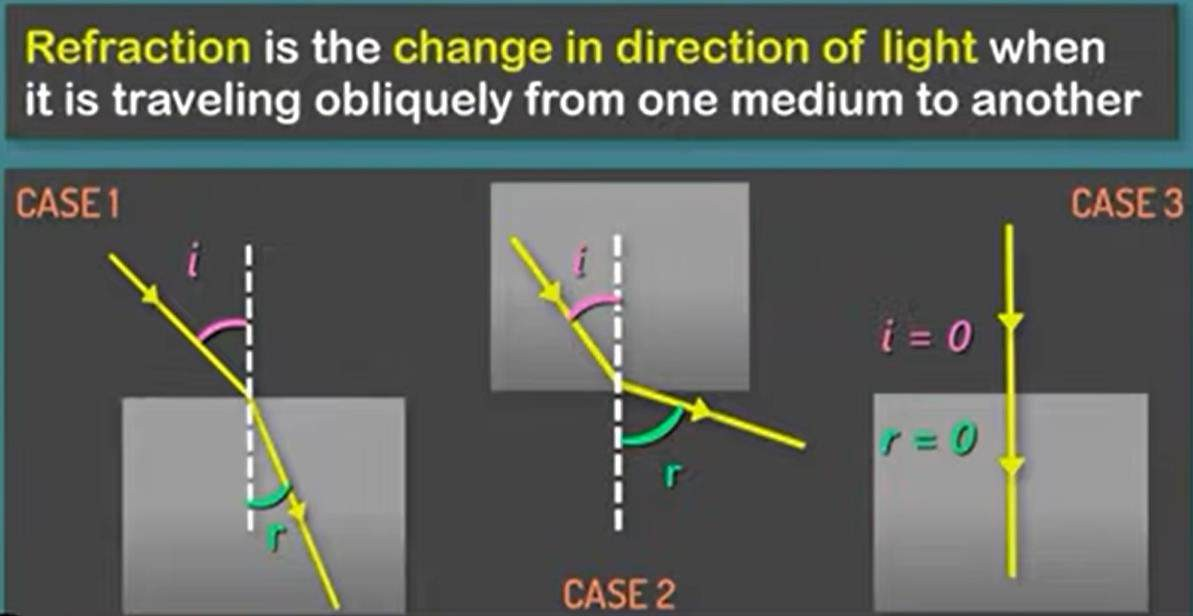 Refraction is the change in direction of light when
it is traveling obliquely from one medium to another
CASE 1
i
r
i
r
CASE 2
CASE 3
i = 0
r = 0